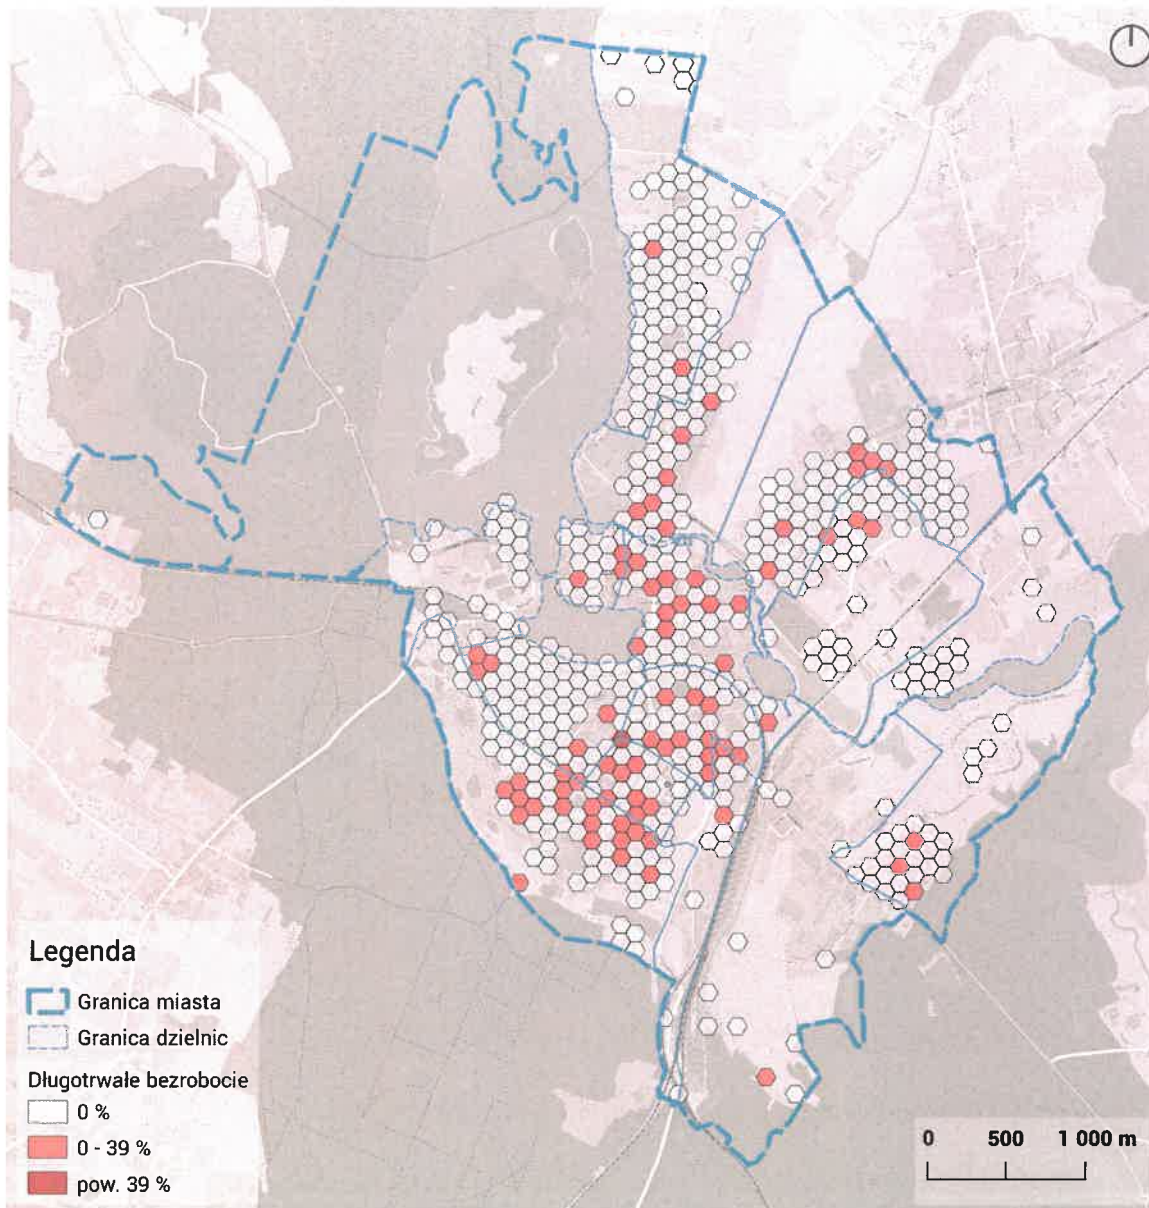 Legenda
Granica miasta
Granica dzielnic
Długotrwałe bezrobocie
0 %
0 - 39 %
pow. 39 %
0 500 1 000 m